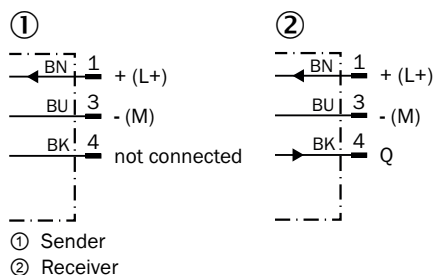 ① ②
BN 1 + (L+) BN 1 + (L+)
BU 3 - (M) BU 3 - (M)
BK 4 not connected BK 4 Q
① Sender
② Receiver